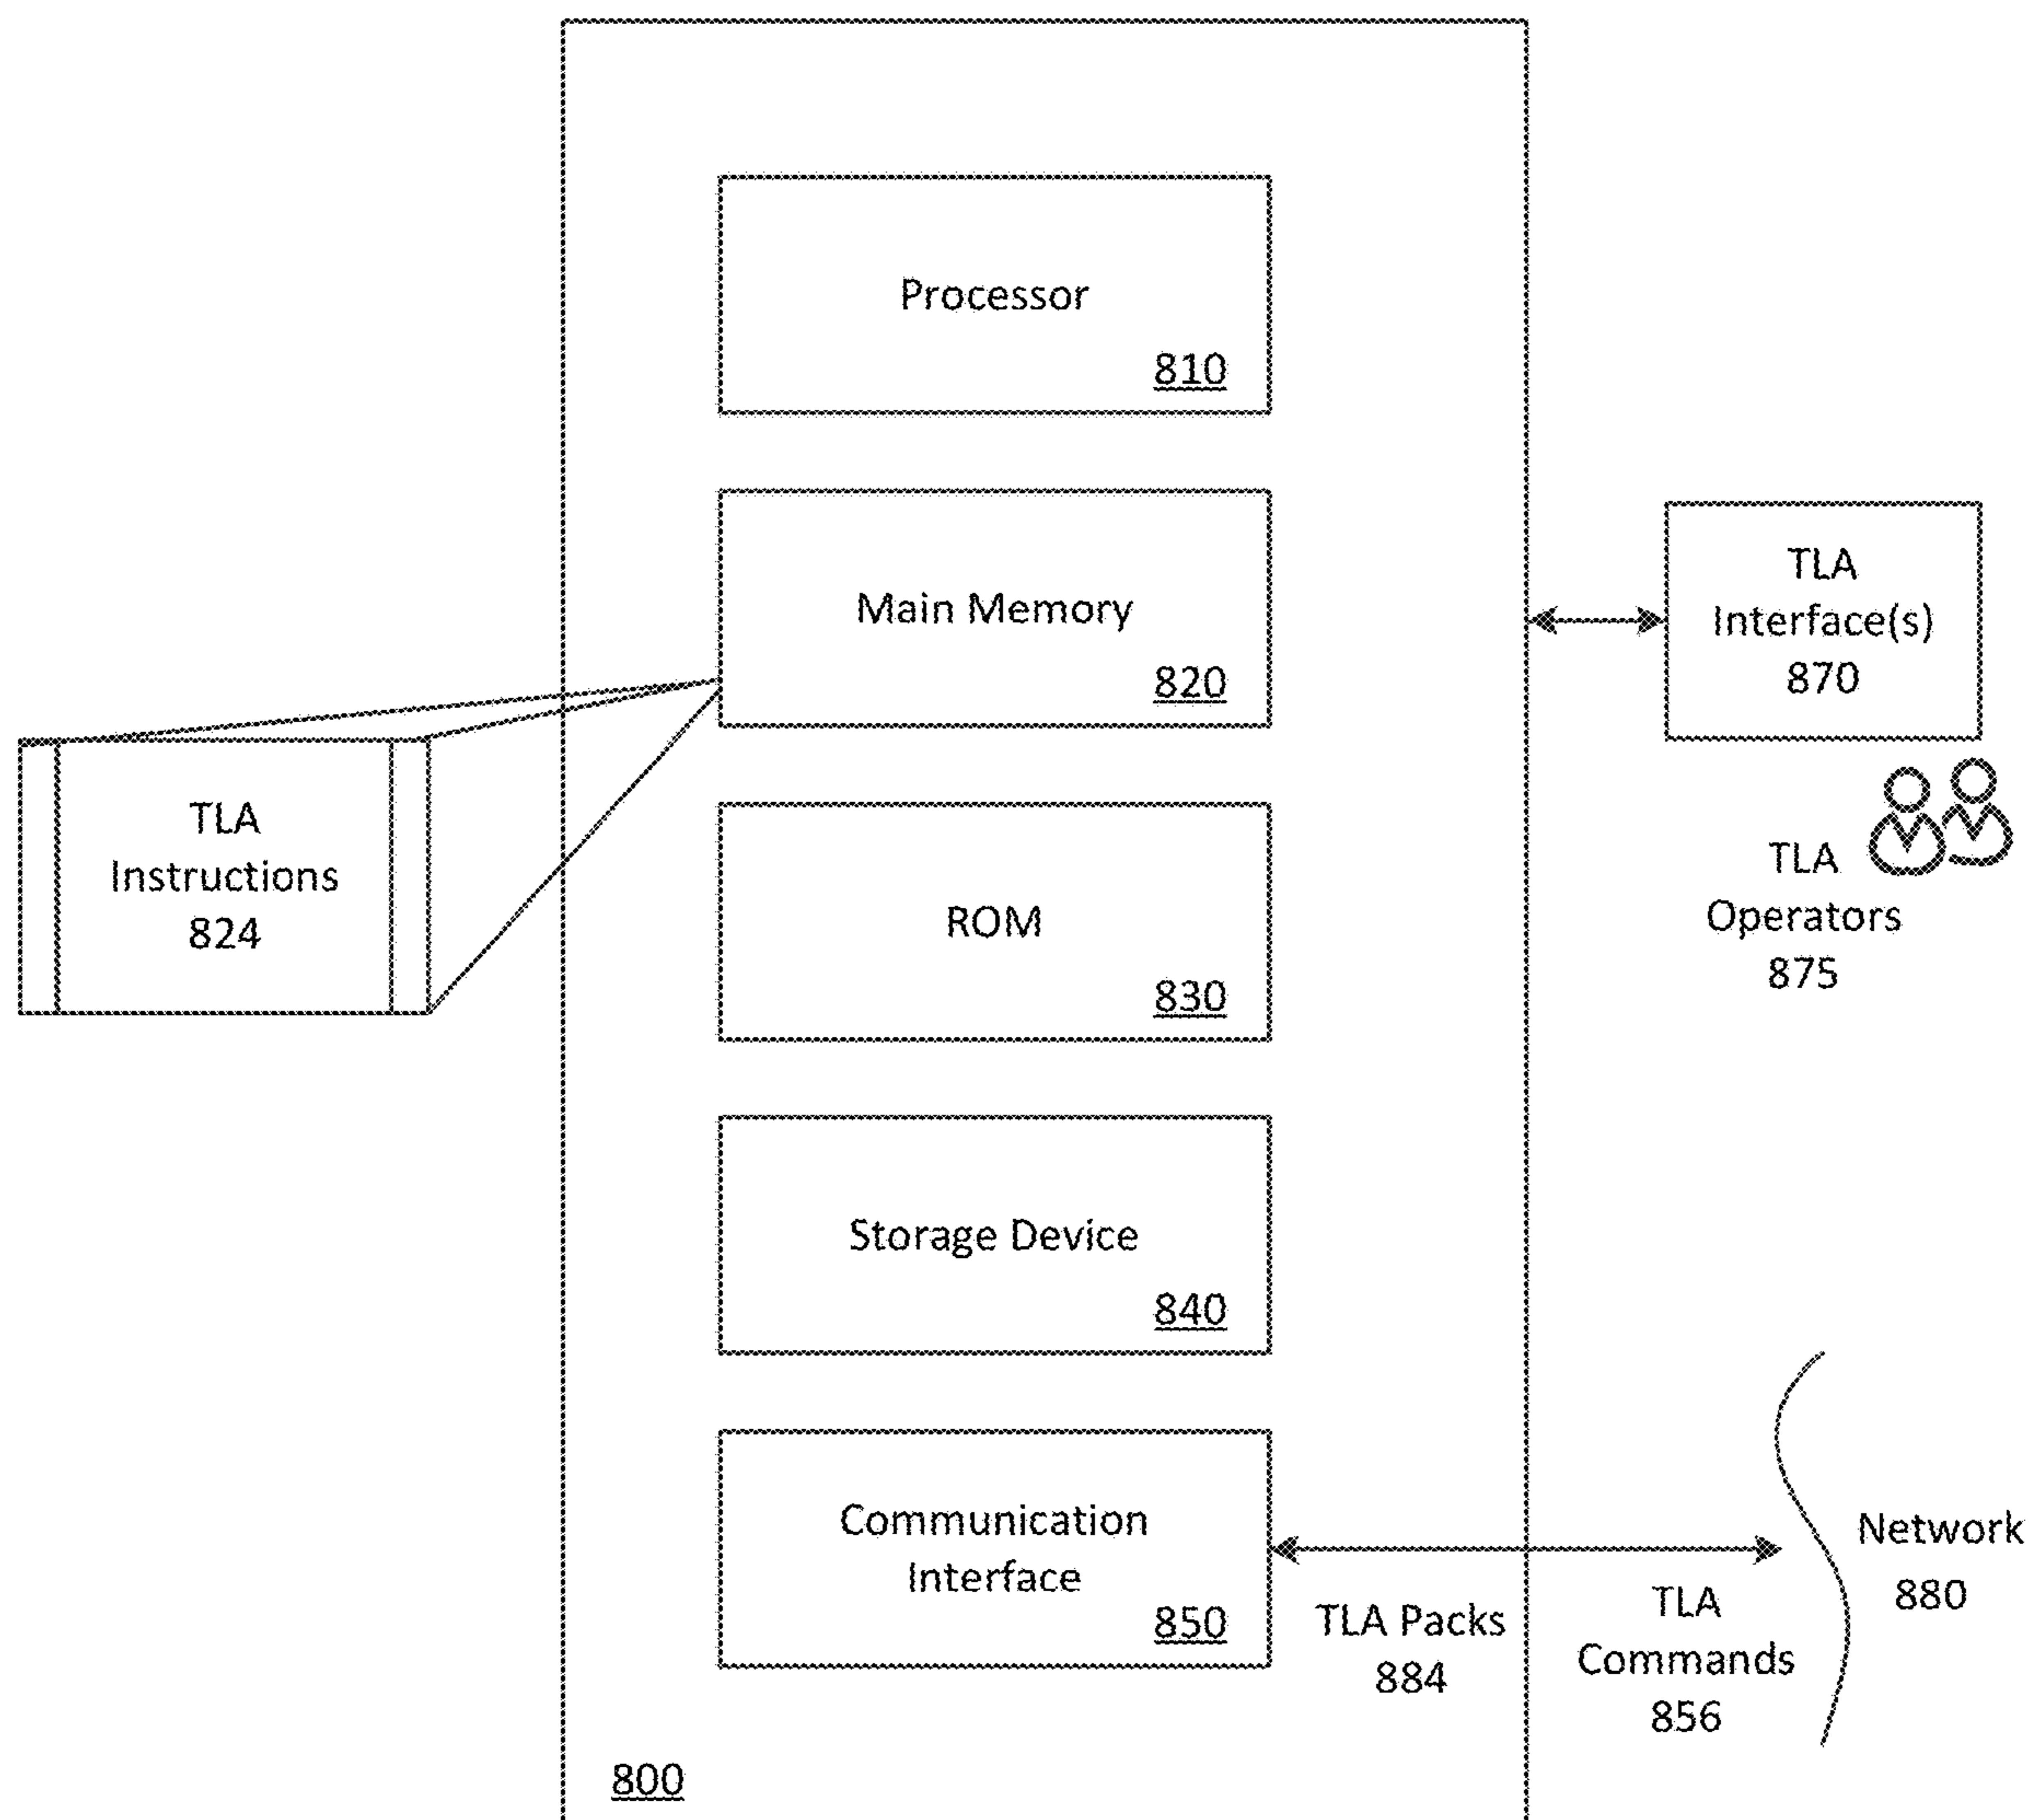 Processor
810
Main Memory
820
TLA
Interface(s)
870
TLA
Instructions
824
TLA
Operators
875
ROM
830
Storage Device
840
Communication
Interface
850
TLA Packs
884
TLA
Commands
856
Network
880
800